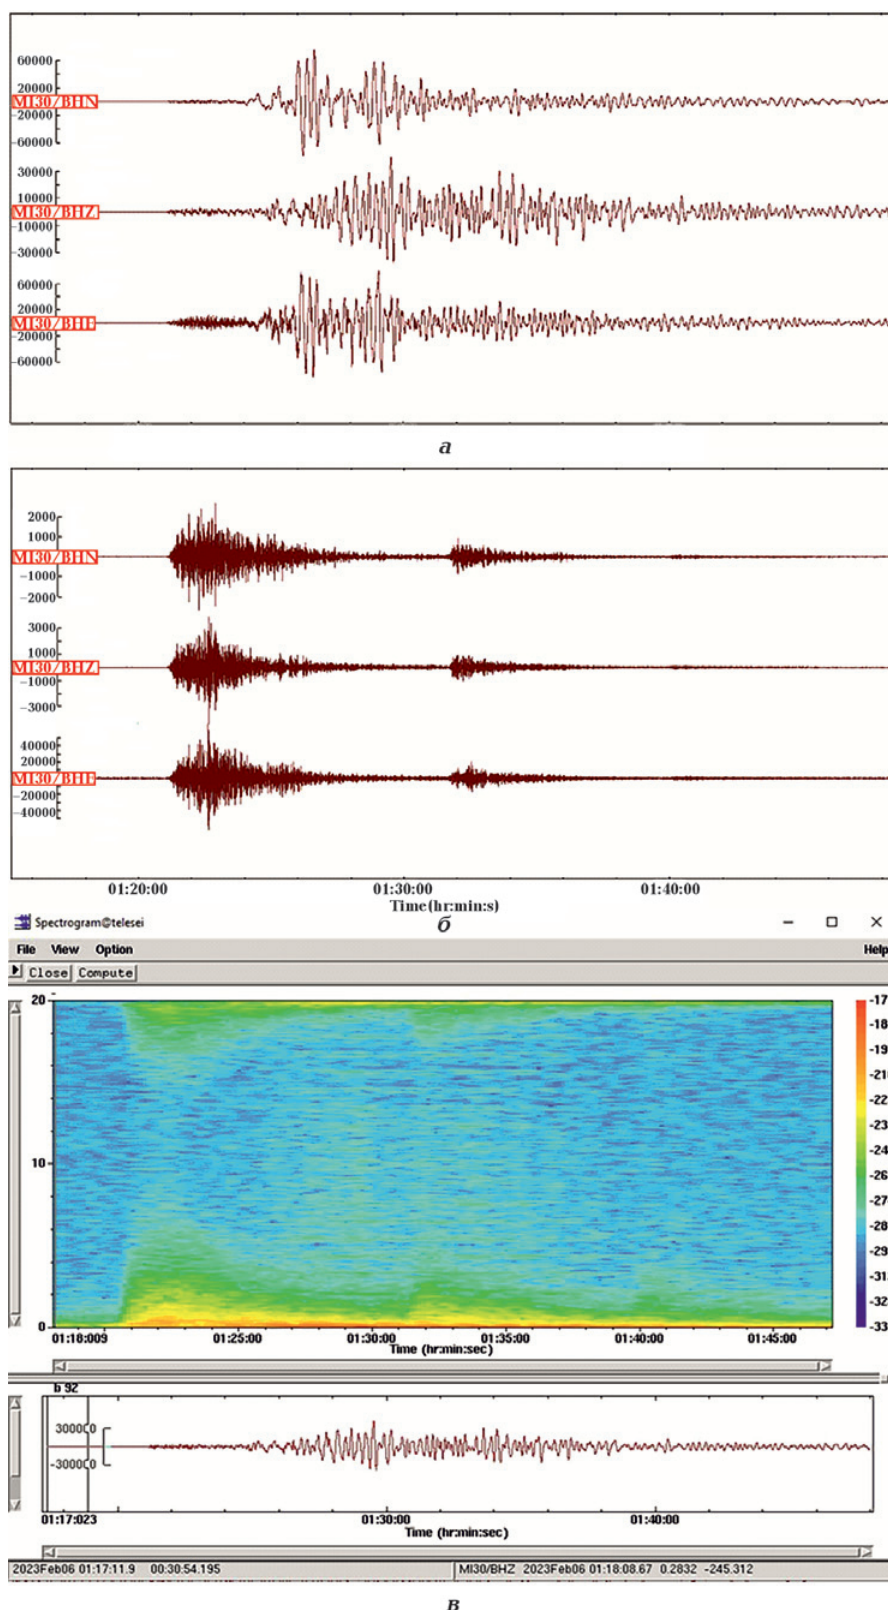 60000
20000
MI30/BHN
−20000
−60000
30000
10000
MI30/BHZ
−10000
−30000
60000
20000
MI30/BHE
−20000
−60000
а
2000
1000
MI30/BHN
−1000
−2000
3000
1000
MI30/BHZ
−1000
−3000
40000
20000
MI30/BHE
−20000
−40000
01:20:00 01:30:00 01:40:00
Time(hr:min:s)
б
Spectrogram@telesei
File View Option Help
Close Compute
20
10
0
-17
-19
-22
-23
-25
-26
-27
-28
-29
-32
-33
01:18:009 01:25:00 01:30:00 01:35:00 01:40:00 01:45:00
Time (hr:min:sec)
b 92
01:17:023 01:30:00 01:40:00
Time (hr:min:sec)
2023Feb06 01:17:11.9 00:30:54.195 MI30/BHZ 2023Feb06 01:18:08.67 0.2832 -245.312
в